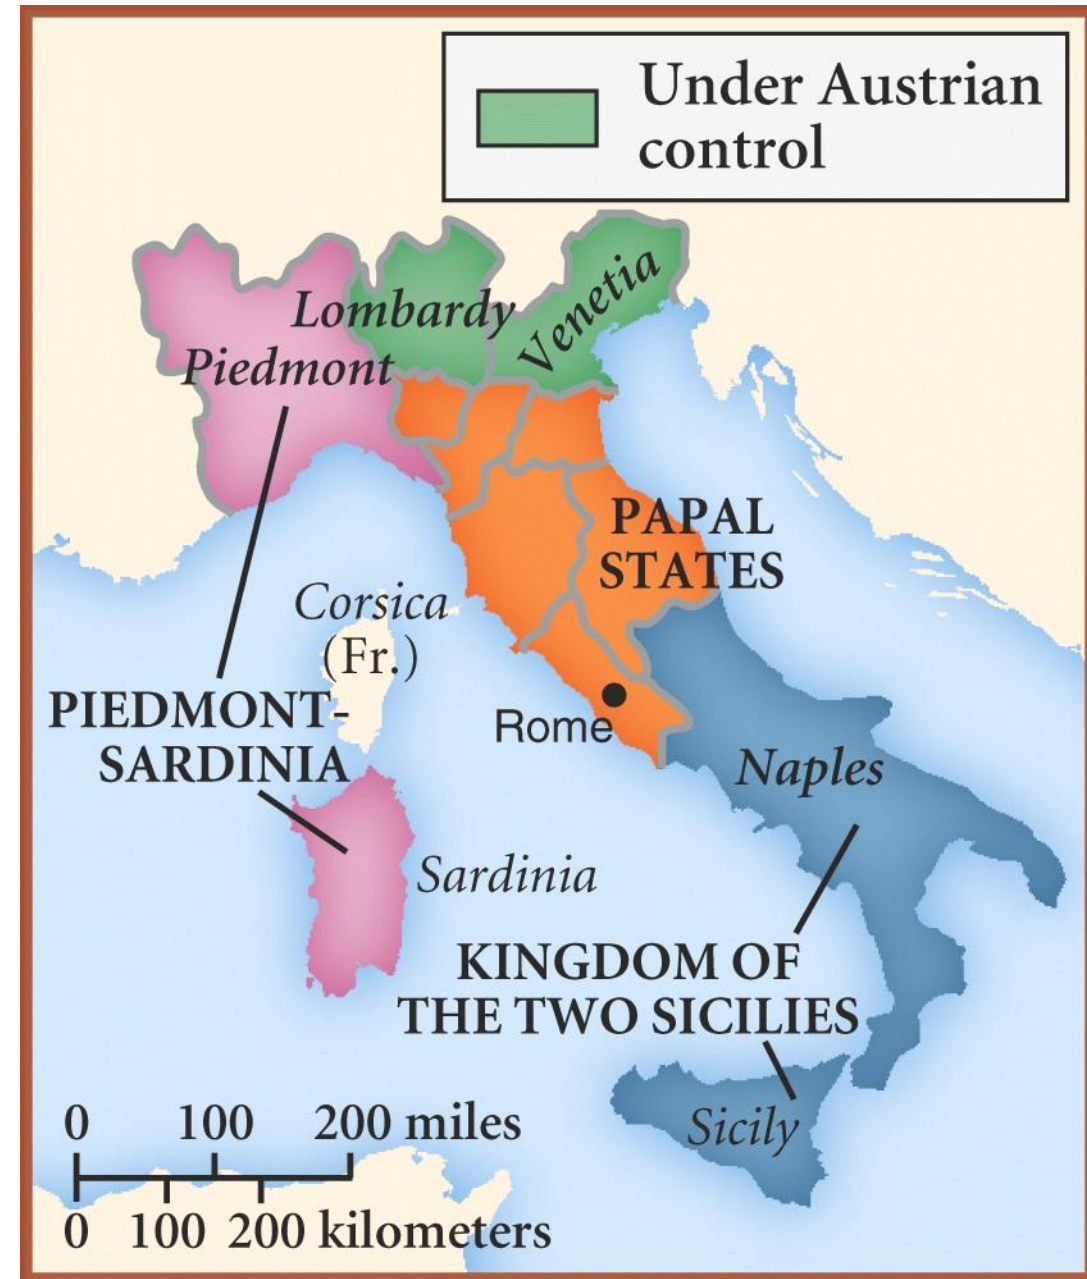 Under Austrian
control
Lombardy
Venetia
Piedmont
PAPAL
STATES
Corsica
(Fr.)
PIEDMONT-
SARDINIA
Rome
Naples
Sardinia
KINGDOM OF
THE TWO SICILIES
Sicily
0 100 200 miles
0 100 200 kilometers